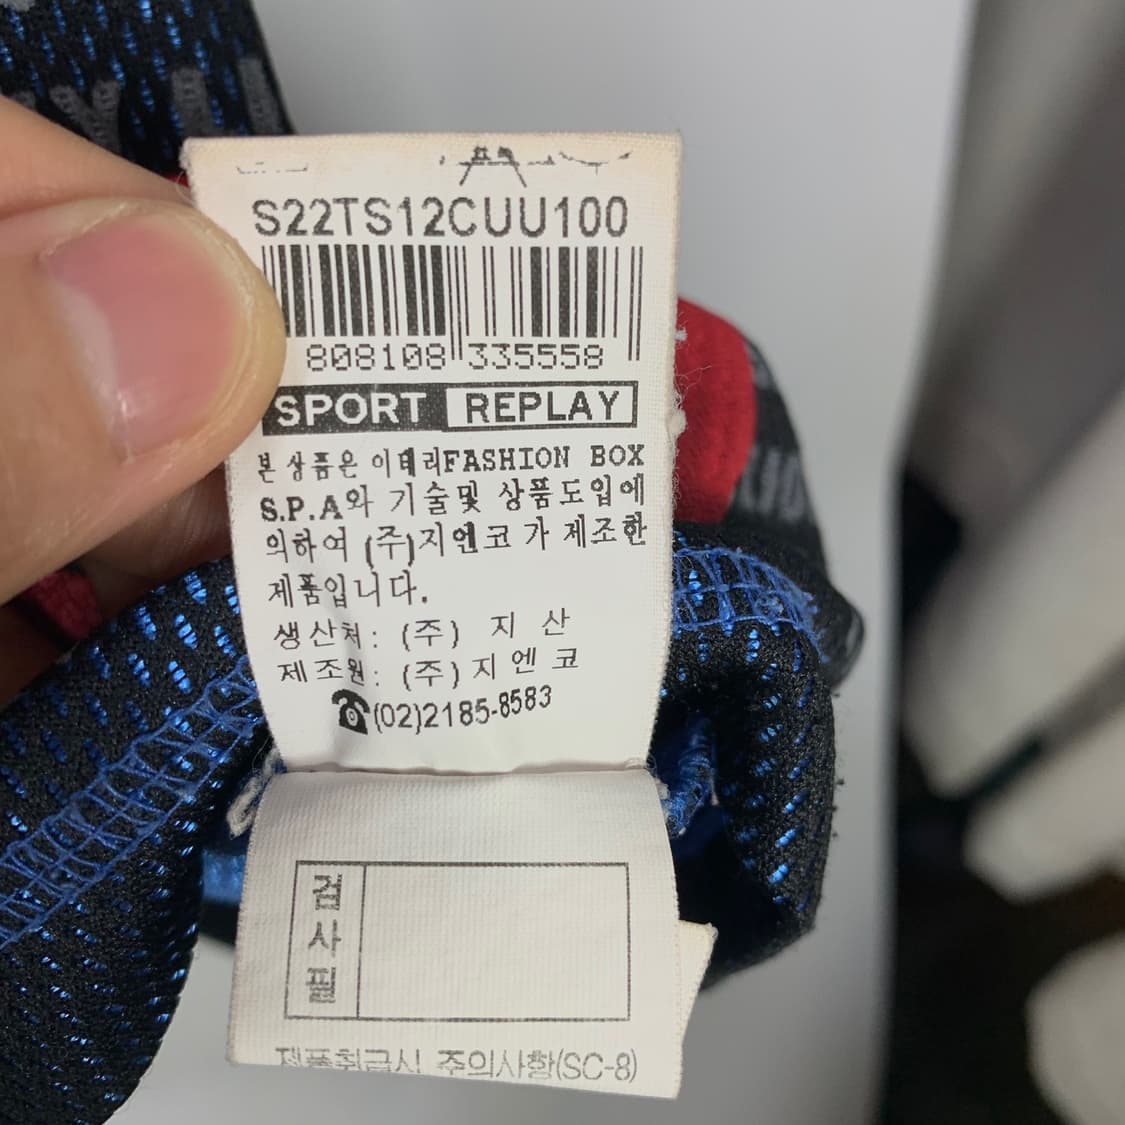 S22TS12CUU100
808108 335558
SPORT REPLAY
본 상품은 이태리FASHION BOX
S.P.A와 기술및 상품도입에
의하여 (주)지엔코가 제조한
제품입니다.
생산처: (주) 지 산
제조원: (주)지엔코
☎(02)2185-8583
검
사
필
제품취급시 주의사항(SC-8)